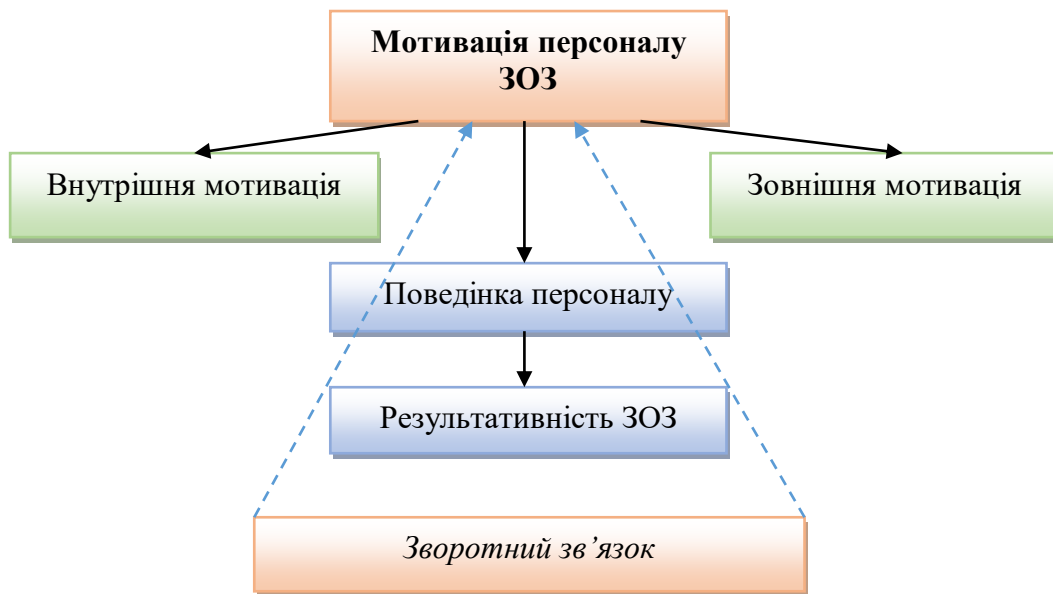 Мотивація персоналу
ЗОЗ
Внутрішня мотивація
Зовнішня мотивація
Поведінка персоналу
Результативність ЗОЗ
Зворотний зв’язок